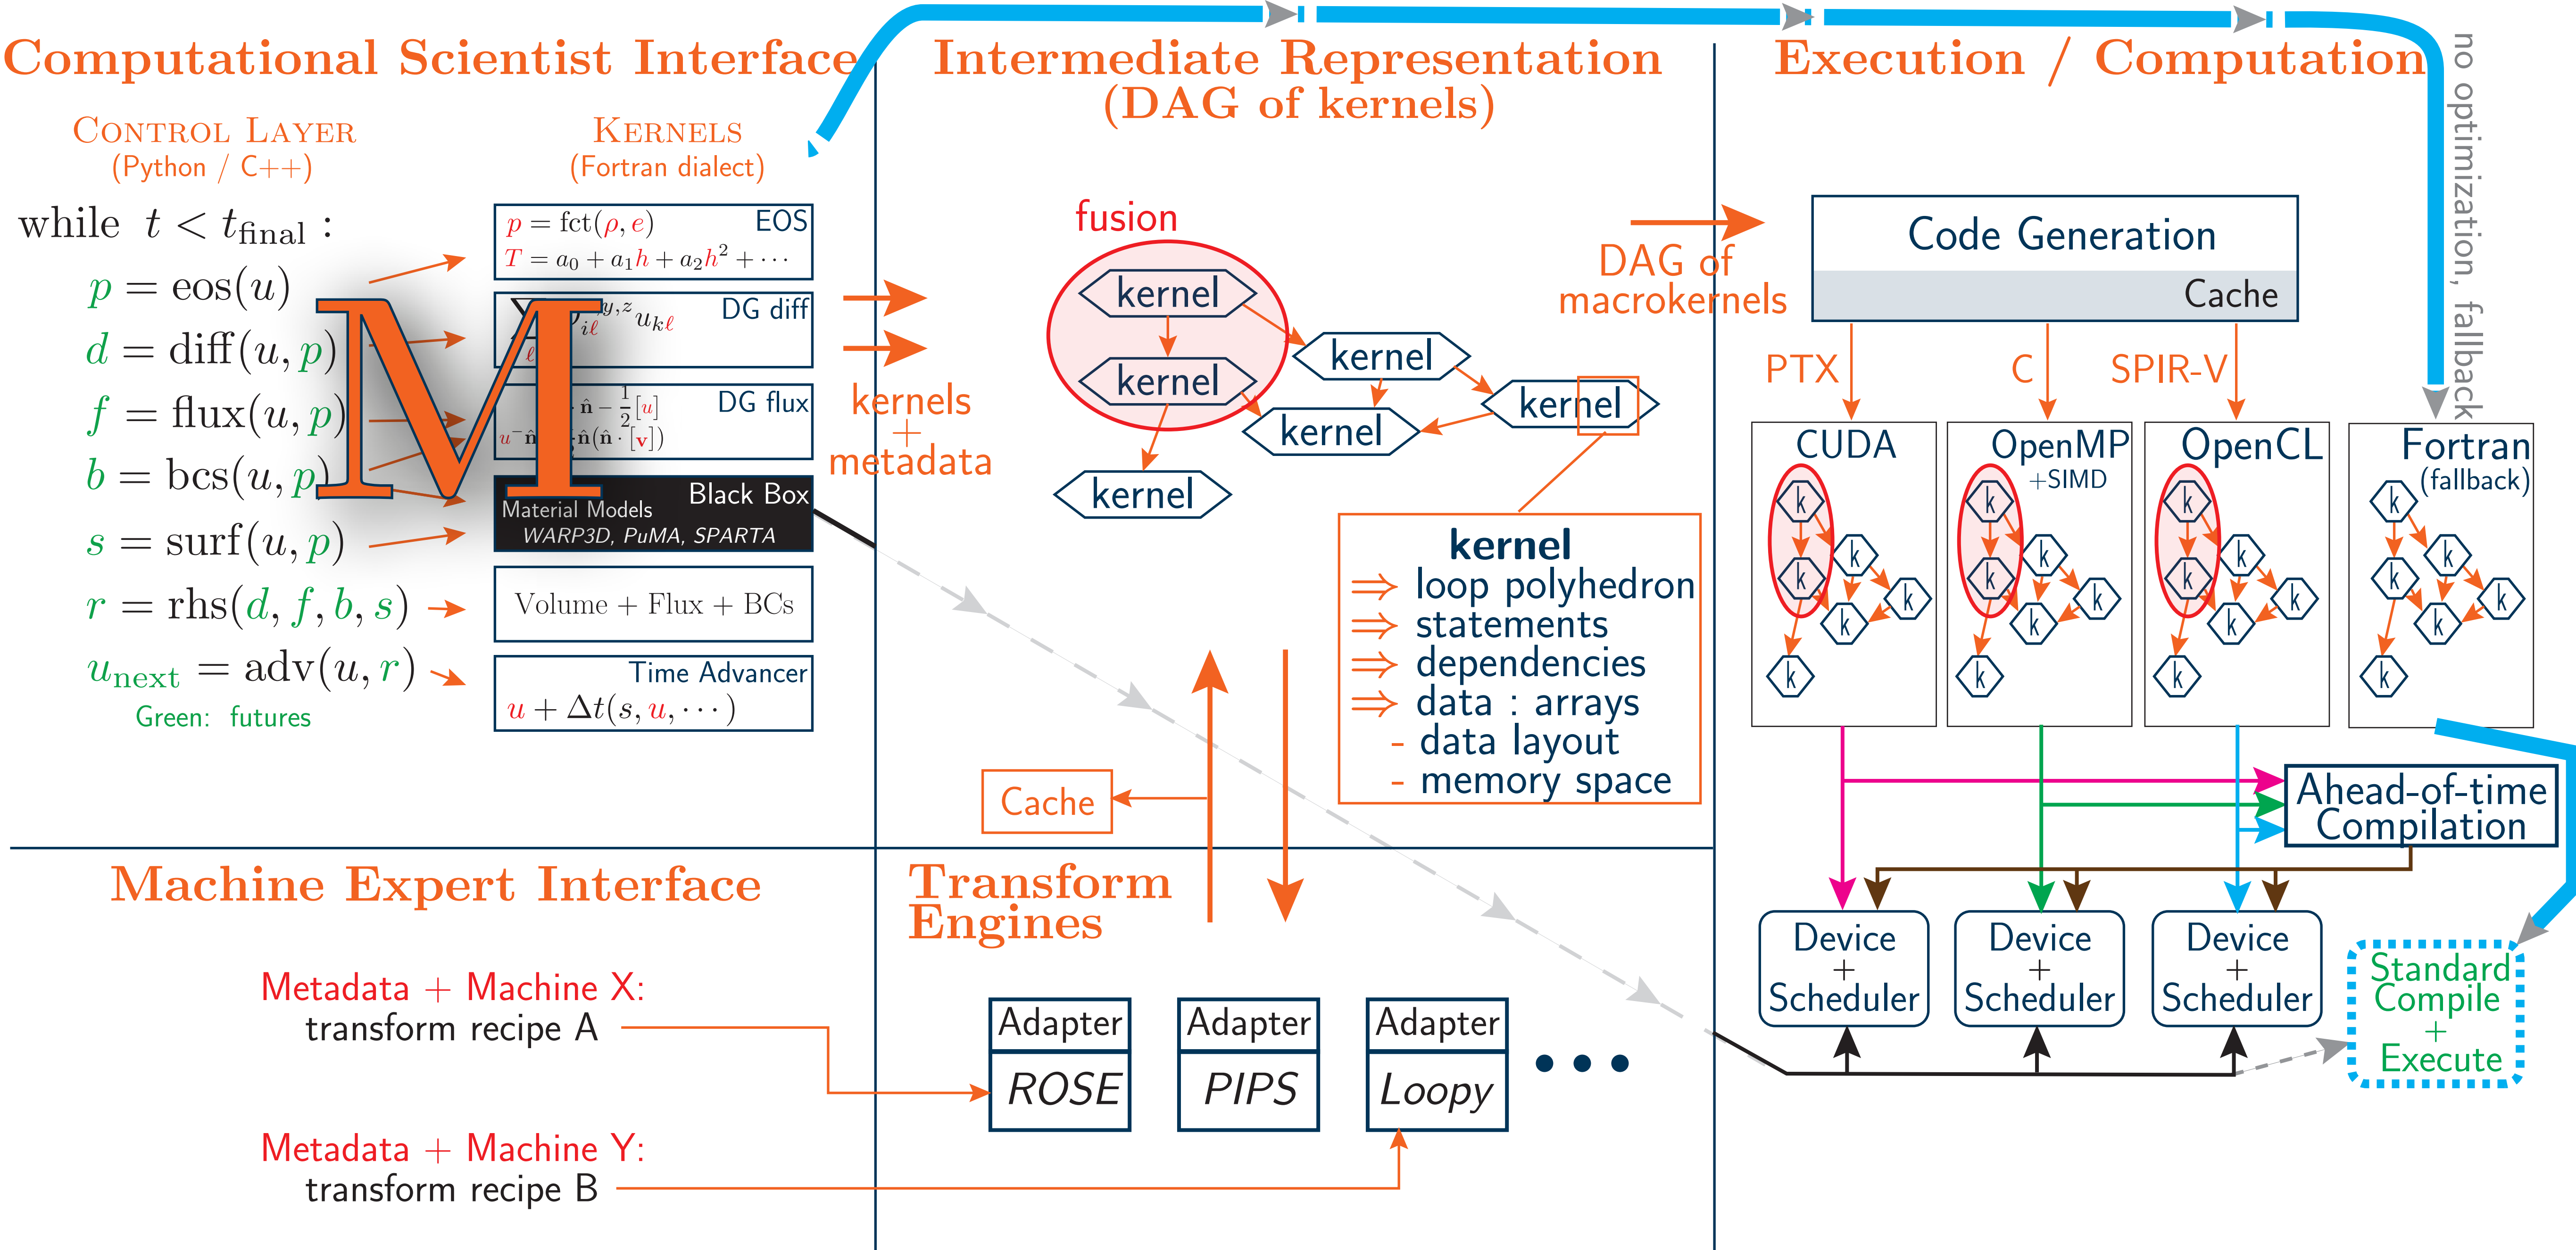 Computational Scientist Interface
CONTROL LAYER
(Python / C++)
while t < t_final :
p = eos(u)
d = diff(u, p)
f = flux(u, p)
b = bcs(u, p)
s = surf(u, p)
r = rhs(d, f, b, s)
u_next = adv(u, r)
Green: futures
KERNELS
(Fortran dialect)
EOS
p = fct(ρ, e)
T = a₀ + a₁h + a₂h² + ···
DG diff
y,z
iℓ u_kℓ
ℓ
DG flux
· n̂ − 1/2[u]
u⁻n̂
n̂(n̂ · [v])
M
Black Box
Material Models
WARP3D, PuMA, SPARTA
Volume + Flux + BCs
Time Advancer
u + Δt(s, u, ···)
kernels
+
metadata
Intermediate Representation
(DAG of kernels)
fusion
kernel
kernel
kernel
kernel
kernel
kernel
DAG of
macrokernels
kernel
⇒ loop polyhedron
⇒ statements
⇒ dependencies
⇒ data : arrays
- data layout
- memory space
Cache
Execution / Computation
no optimization, fallback
Code Generation
Cache
PTX
C
SPIR-V
CUDA
k
k
k
k
k
k
OpenMP
+SIMD
k
k
k
k
k
k
OpenCL
k
k
k
k
k
k
Fortran
(fallback)
k
k
k
k
k
k
Ahead-of-time
Compilation
Device
+
Scheduler
Device
+
Scheduler
Device
+
Scheduler
Standard
Compile
+
Execute
Machine Expert Interface
Metadata + Machine X:
transform recipe A
Metadata + Machine Y:
transform recipe B
Transform
Engines
Adapter
ROSE
Adapter
PIPS
Adapter
Loopy
• • •